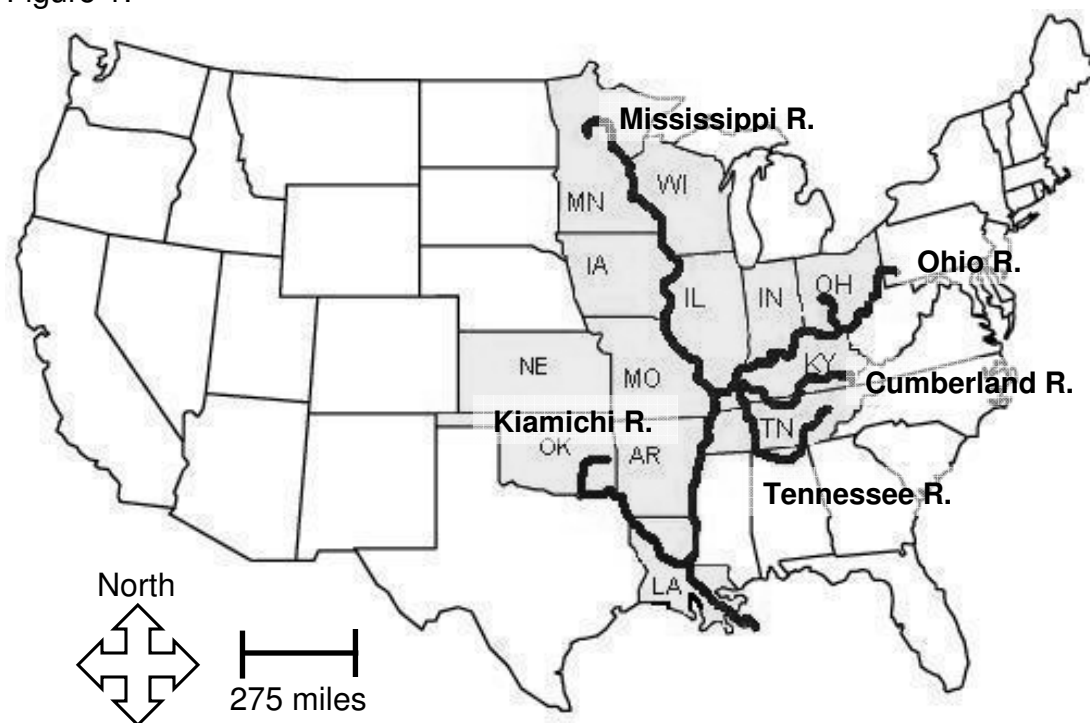 Figure 1.
Mississippi R.
WI
MN
Ohio R.
IA
OH
IL
IN
NE
KY
MO
Cumberland R.
Kiamichi R.
TN
OK
AR
Tennessee R.
North
LA
275 miles